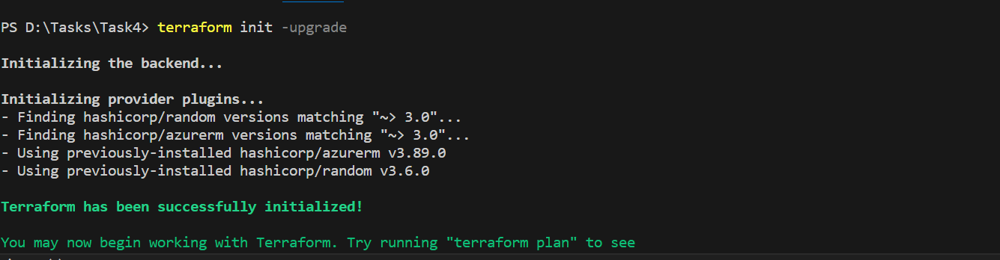 PS D:\Tasks\Task4> terraform init -upgrade
Initializing the backend...
Initializing provider plugins...
- Finding hashicorp/random versions matching "~> 3.0"...
- Finding hashicorp/azurerm versions matching "~> 3.0"...
- Using previously-installed hashicorp/azurerm v3.89.0
- Using previously-installed hashicorp/random v3.6.0
Terraform has been successfully initialized!
You may now begin working with Terraform. Try running "terraform plan" to see